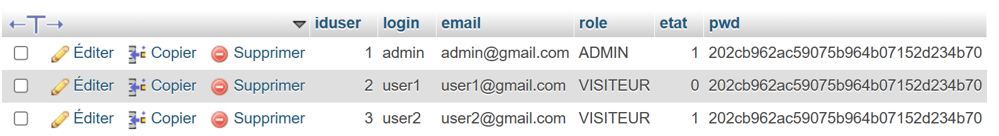 iduser login email role etat pwd
Éditer Copier Supprimer 1 admin admin@gmail.com ADMIN 1 202cb962ac59075b964b07152d234b70
Éditer Copier Supprimer 2 user1 user1@gmail.com VISITEUR 0 202cb962ac59075b964b07152d234b70
Éditer Copier Supprimer 3 user2 user2@gmail.com VISITEUR 1 202cb962ac59075b964b07152d234b70